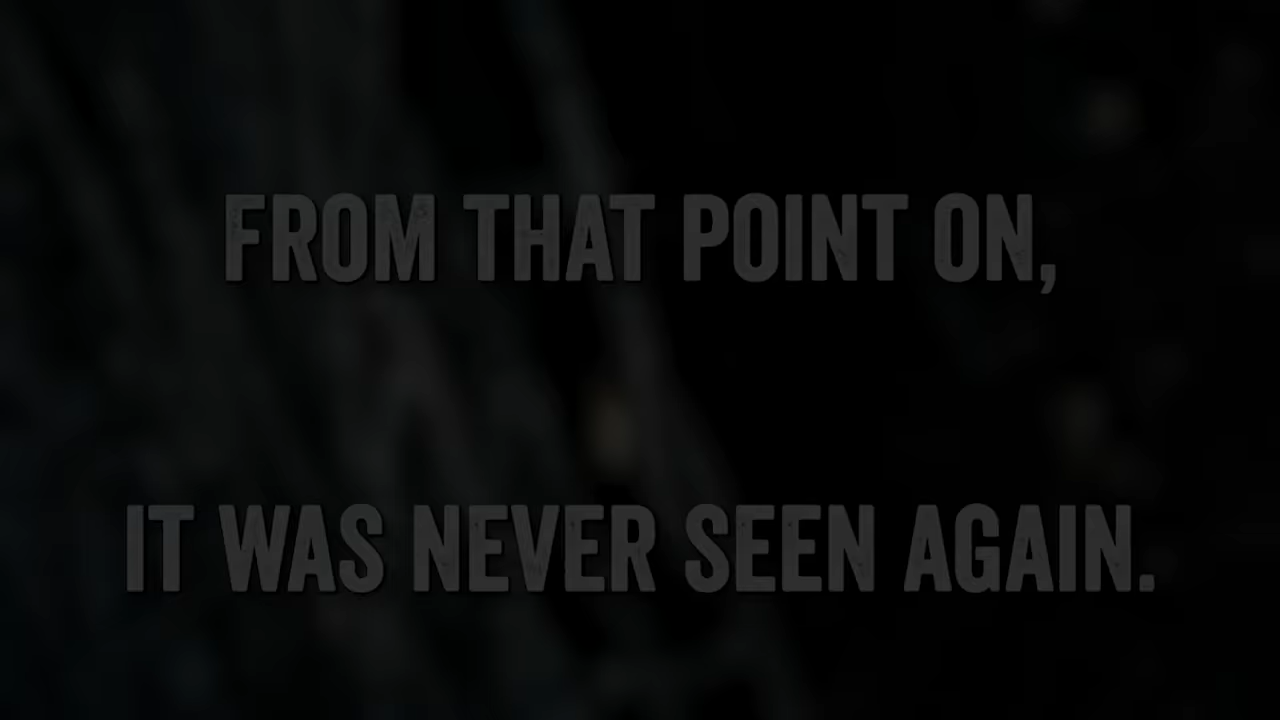 FROM THAT POINT ON,
IT WAS NEVER SEEN AGAIN.